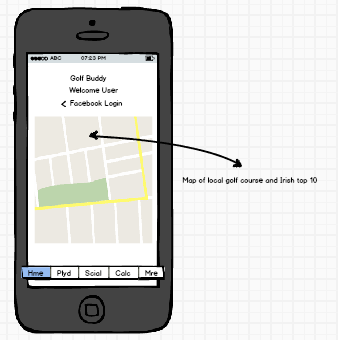 ABC 07:23 PM
Golf Buddy
Welcome User
< Facebook Login
Map of local golf course and Irish top 10
Hme Plyd Scial Calc Mre